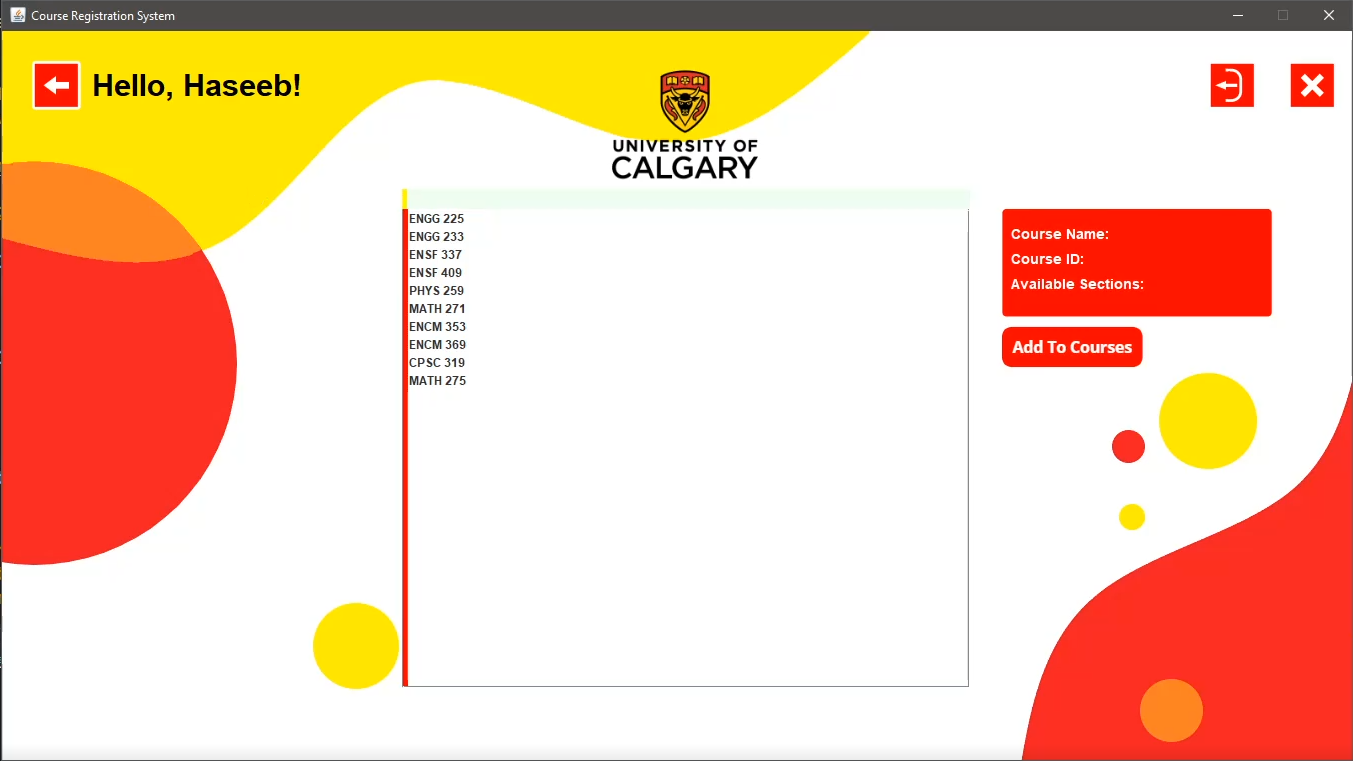 Course Registration System
Hello, Haseeb!
UNIVERSITY OF
CALGARY
ENGG 225
ENGG 233
ENSF 337
ENSF 409
PHYS 259
MATH 271
ENCM 353
ENCM 369
CPSC 319
MATH 275
Course Name:
Course ID:
Available Sections:
Add To Courses